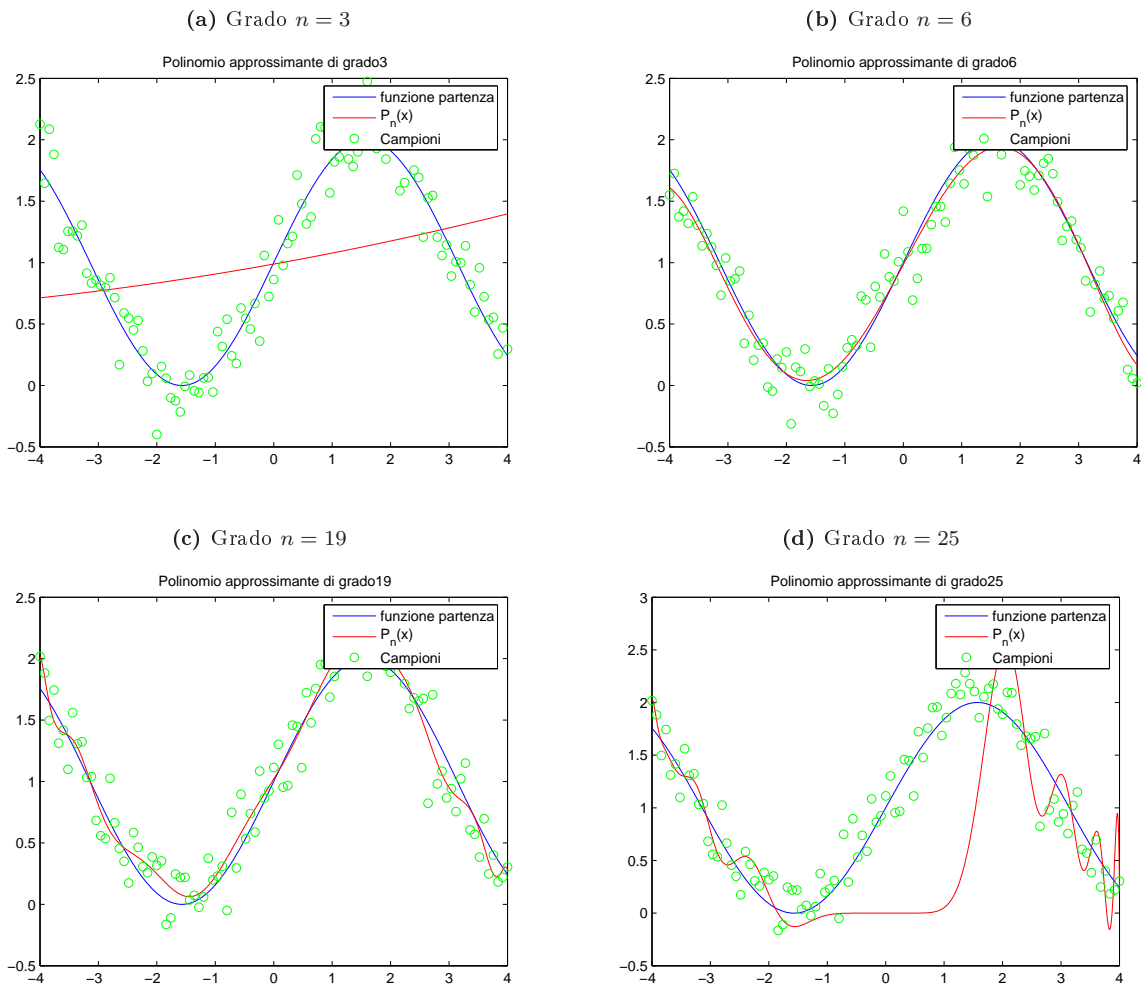 (a) Grado n = 3
Polinomio approssimante di grado3
2.5
2
1.5
1
0.5
0
−0.5
−4 −3 −2 −1 0 1 2 3 4
funzione partenza
P_n(x)
Campioni
(b) Grado n = 6
Polinomio approssimante di grado6
2.5
2
1.5
1
0.5
0
−0.5
−4 −3 −2 −1 0 1 2 3 4
funzione partenza
P_n(x)
Campioni
(c) Grado n = 19
Polinomio approssimante di grado19
2.5
2
1.5
1
0.5
0
−0.5
−4 −3 −2 −1 0 1 2 3 4
funzione partenza
P_n(x)
Campioni
(d) Grado n = 25
Polinomio approssimante di grado25
3
2.5
2
1.5
1
0.5
0
−0.5
−4 −3 −2 −1 0 1 2 3 4
funzione partenza
P_n(x)
Campioni